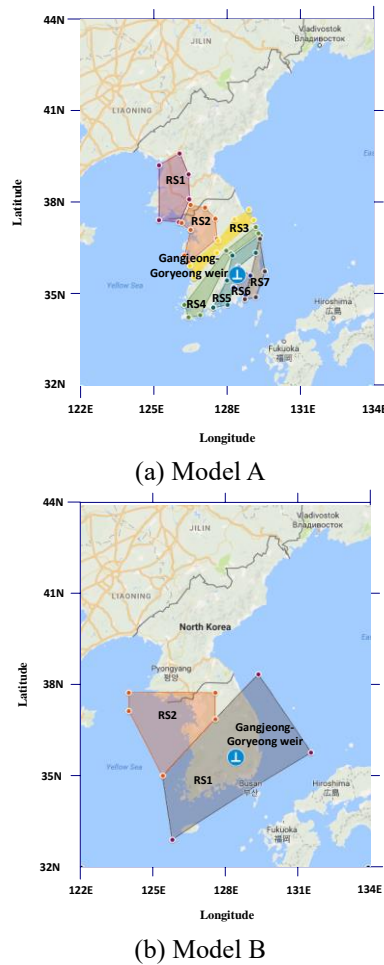 44N
41N
38N
35N
32N
Latitude
Vladivostok
Владивосток
JILIN
LIAONING
RS1
RS2
RS3
Gangjeong-
Goryeong weir
RS4
RS5
RS6
RS7
Yellow Sea
Hiroshima
広島
Fukuoka
福岡
122E
125E
128E
131E
134E
Longitude
(a) Model A
44N
41N
38N
35N
32N
Latitude
Vladivostok
Владивосток
JILIN
LIAONING
North Korea
Pyongyang
평양
RS2
Gangjeong-
Goryeong weir
RS1
Yellow Sea
Busan
부산
Hiroshima
広島
Fukuoka
福岡
122E
125E
128E
131E
134E
Longitude
(b) Model B